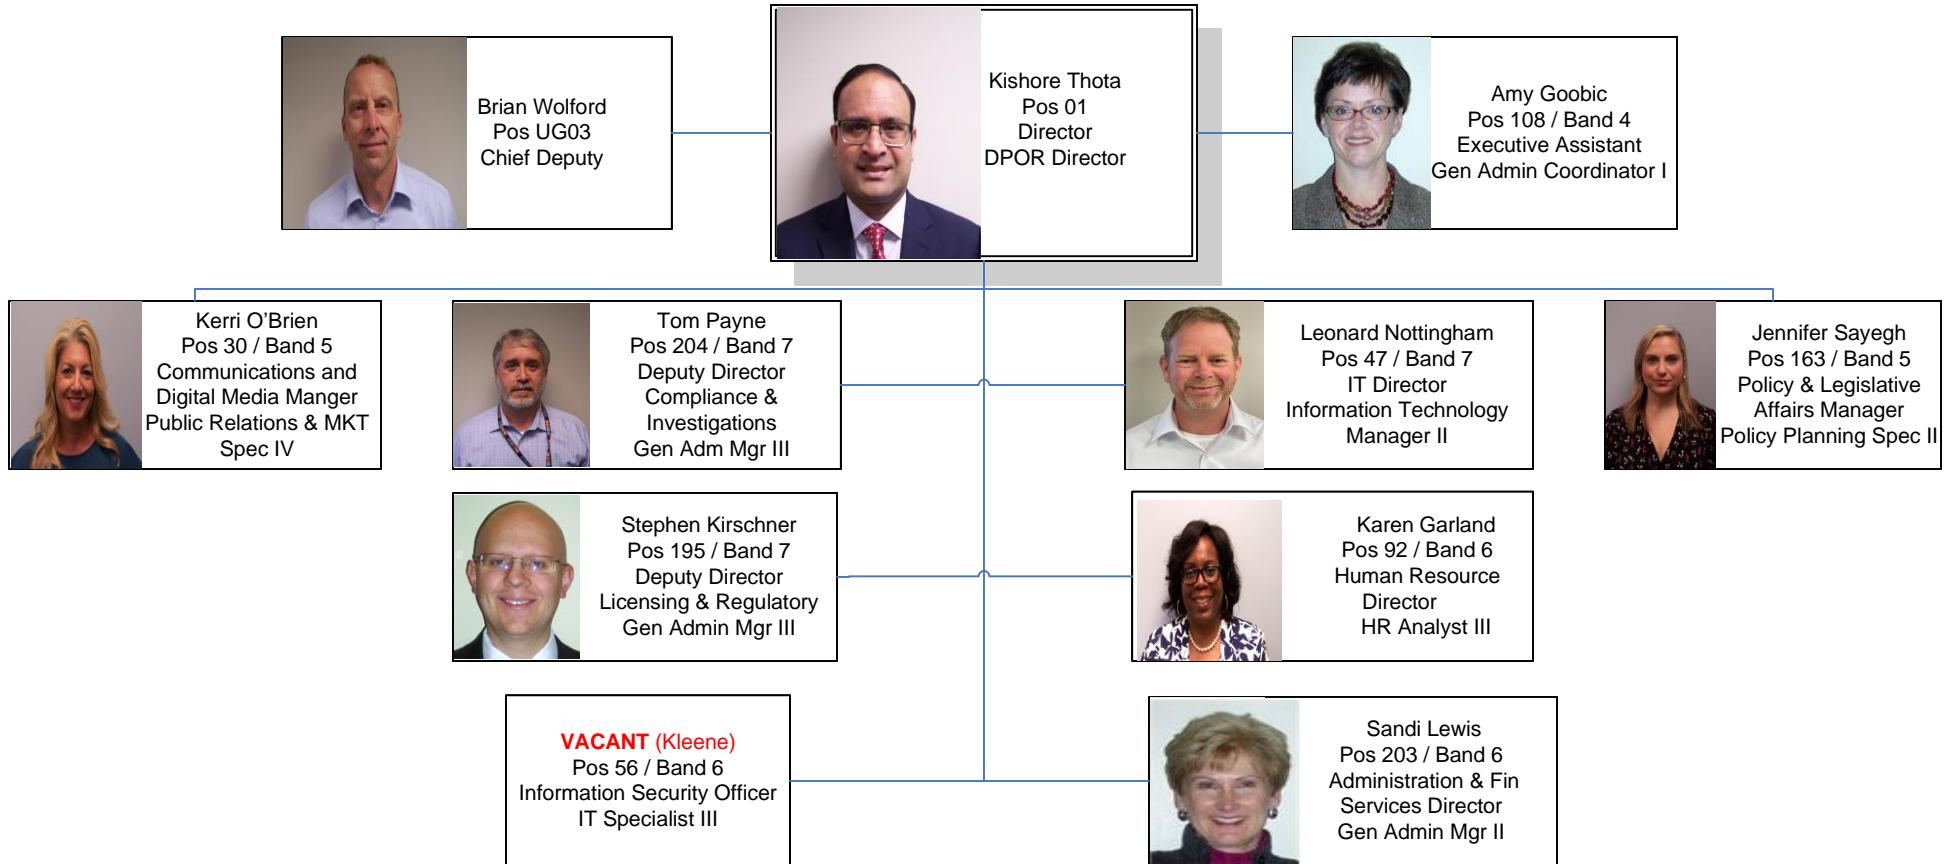 Brian Wolford
Pos UG03
Chief Deputy
Kishore Thota
Pos 01
Director
DPOR Director
Amy Goobic
Pos 108 / Band 4
Executive Assistant
Gen Admin Coordinator I
Kerri O’Brien
Pos 30 / Band 5
Communications and
Digital Media Manger
Public Relations & MKT
Spec IV
Tom Payne
Pos 204 / Band 7
Deputy Director
Compliance &
Investigations
Gen Adm Mgr III
Leonard Nottingham
Pos 47 / Band 7
IT Director
Information Technology
Manager II
Jennifer Sayegh
Pos 163 / Band 5
Policy & Legislative
Affairs Manager
Policy Planning Spec II
Stephen Kirschner
Pos 195 / Band 7
Deputy Director
Licensing & Regulatory
Gen Admin Mgr III
Karen Garland
Pos 92 / Band 6
Human Resource
Director
HR Analyst III
VACANT (Kleene)
Pos 56 / Band 6
Information Security Officer
IT Specialist III
Sandi Lewis
Pos 203 / Band 6
Administration & Fin
Services Director
Gen Admin Mgr II